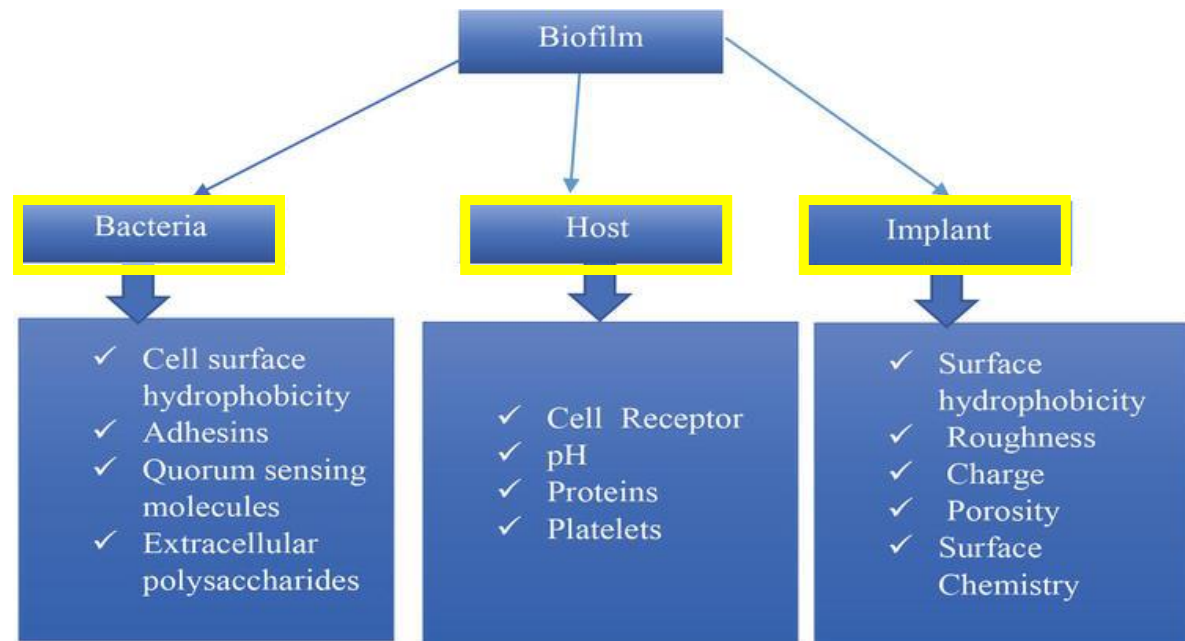 Biofilm
Bacteria
Host
Implant
✓ Cell surface
hydrophobicity
✓ Adhesins
✓ Quorum sensing
molecules
✓ Extracellular
polysaccharides
✓ Cell Receptor
✓ pH
✓ Proteins
✓ Platelets
✓ Surface
hydrophobicity
✓ Roughness
✓ Charge
✓ Porosity
✓ Surface
Chemistry